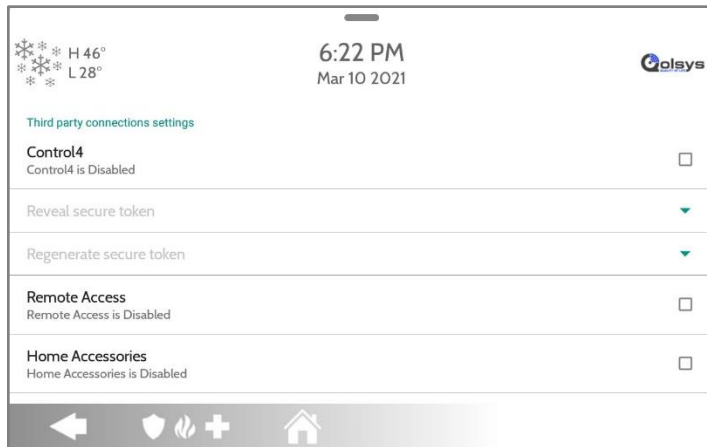 H 46°
L 28°
6:22 PM
Mar 10 2021
Qolsys
Third party connections settings
Control4
Control4 is Disabled
Reveal secure token
Regenerate secure token
Remote Access
Remote Access is Disabled
Home Accessories
Home Accessories is Disabled